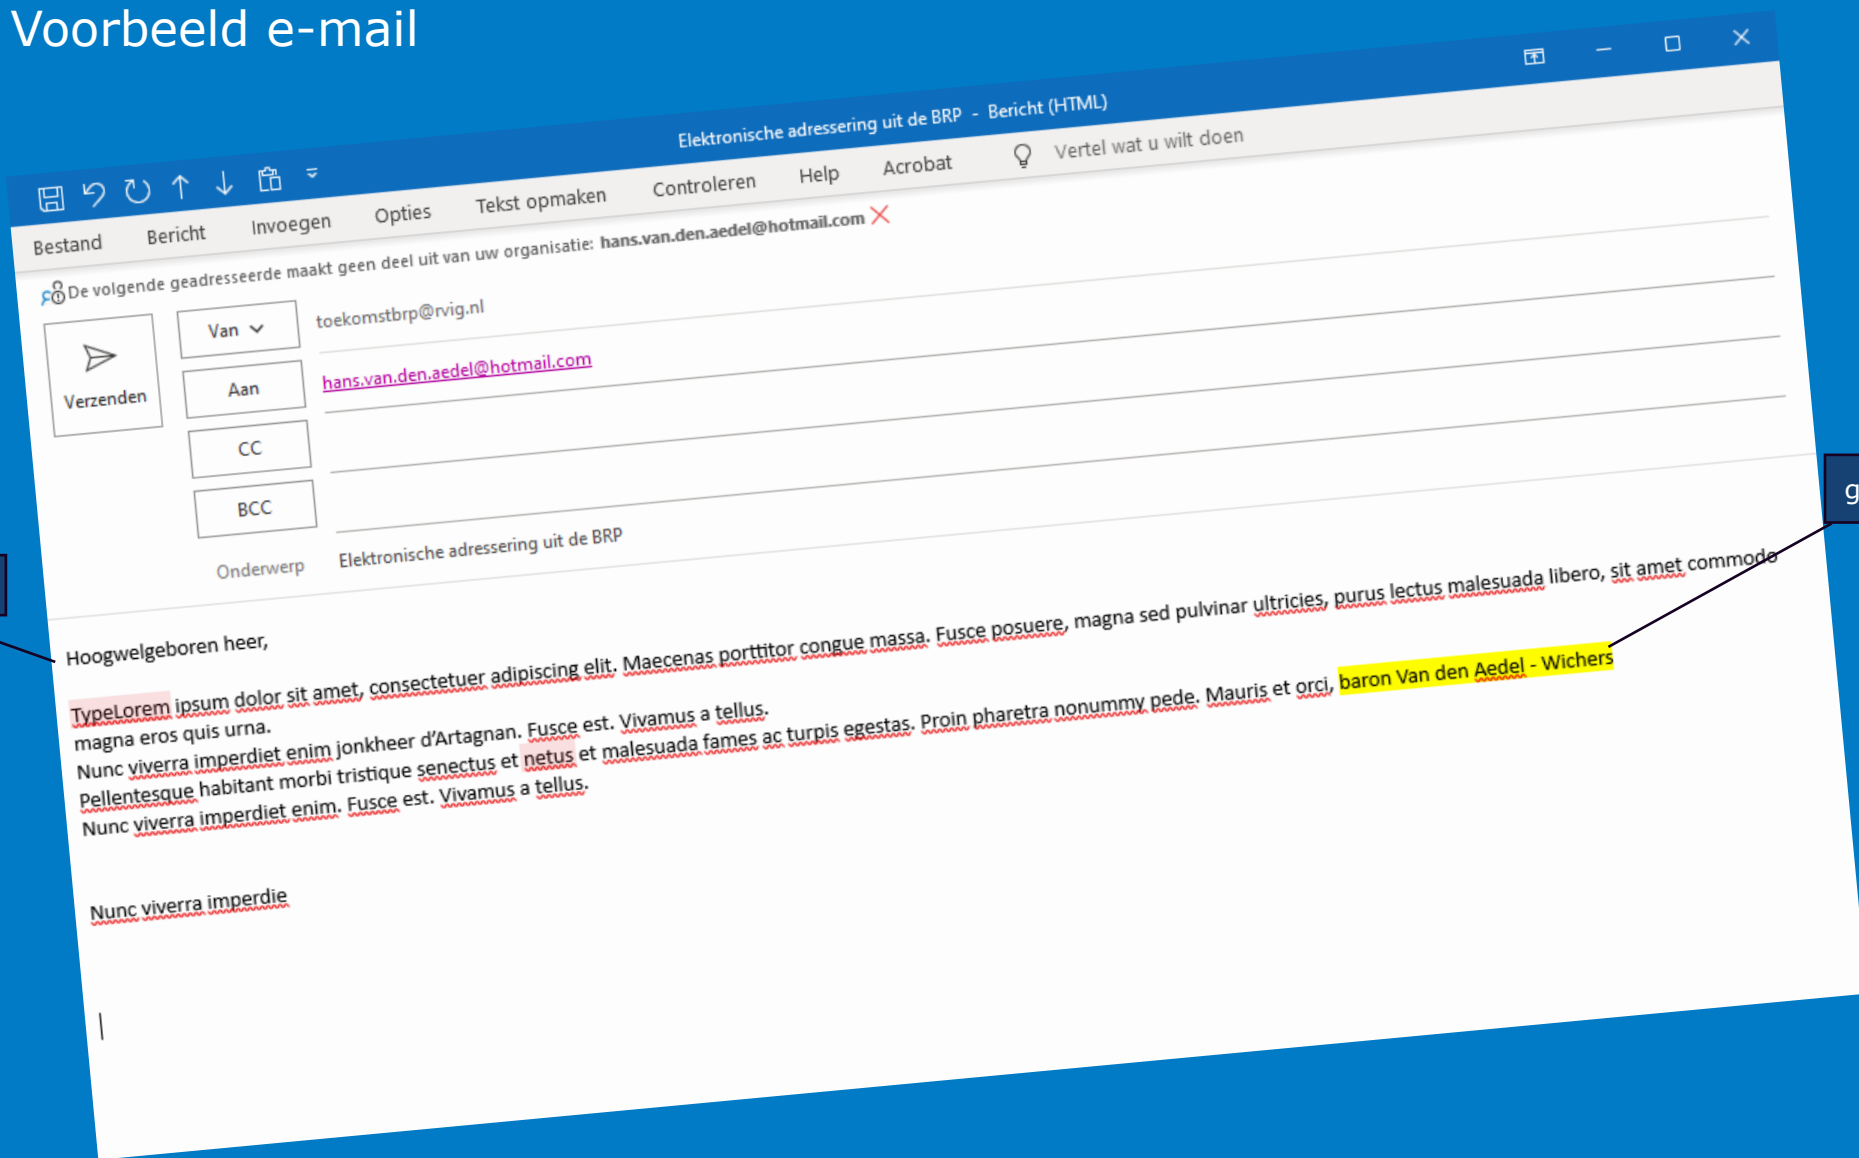 Voorbeeld e-mail
Elektronische adressering uit de BRP - Bericht (HTML)
Bestand Bericht Invoegen Opties Tekst opmaken Controleren Help Acrobat Vertel wat u wilt doen
De volgende geadresseerde maakt geen deel uit van uw organisatie: hans.van.den.aedel@hotmail.com
Verzenden
Van toekomstbrp@rvig.nl
Aan hans.van.den.aedel@hotmail.com
CC
BCC
Onderwerp Elektronische adressering uit de BRP
g
Hoogwelgeboren heer,
TypeLorem ipsum dolor sit amet, consectetuer adipiscing elit. Maecenas porttitor congue massa. Fusce posuere, magna sed pulvinar ultricies, purus lectus malesuada libero, sit amet commodo
magna eros quis urna.
Nunc viverra imperdiet enim jonkheer d'Artagnan. Fusce est. Vivamus a tellus.
Pellentesque habitant morbi tristique senectus et netus et malesuada fames ac turpis egestas. Proin pharetra nonummy pede. Mauris et orci, baron Van den Aedel - Wichers
Nunc viverra imperdiet enim. Fusce est. Vivamus a tellus.
Nunc viverra imperdie